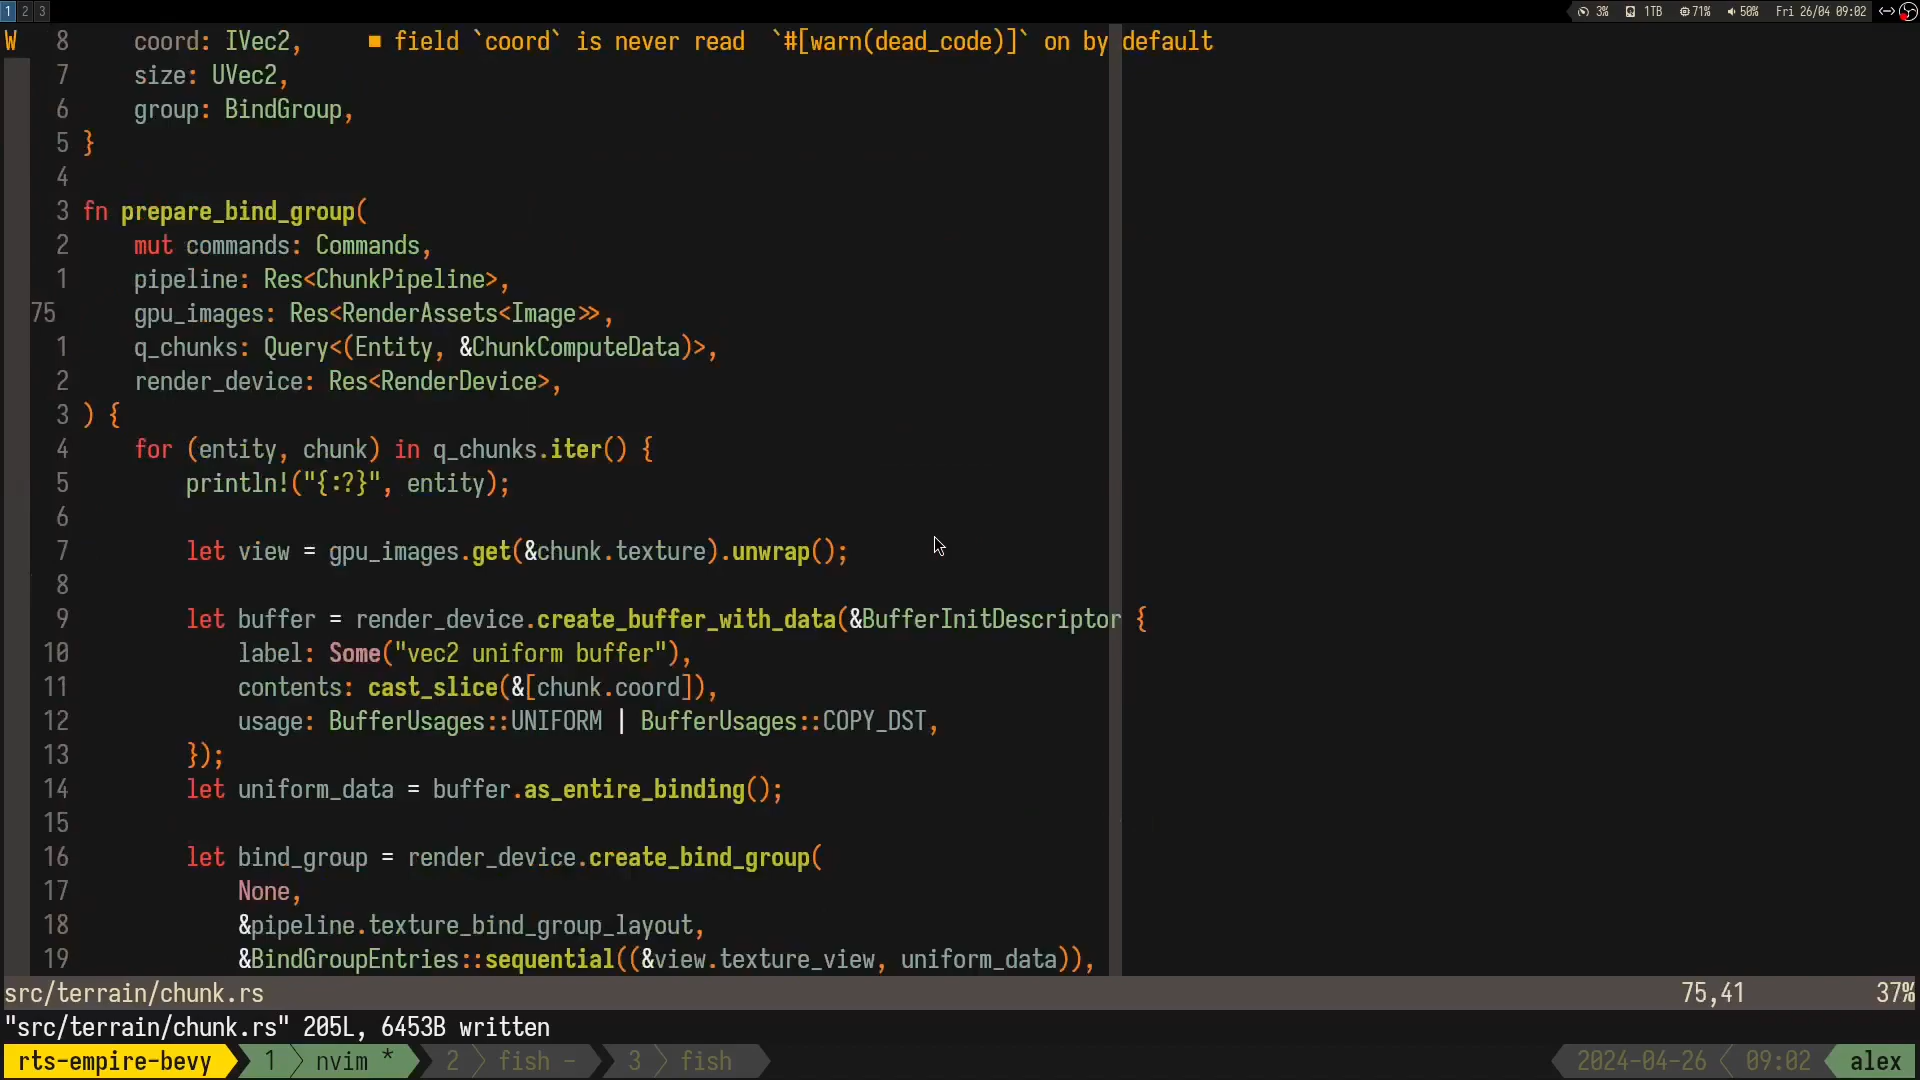 1 2 3 3% 1TB 71% 50% Fri 26/04 09:02
W 8 coord: IVec2, ■ field `coord` is never read `#[warn(dead_code)]` on by default
7 size: UVec2,
6 group: BindGroup,
5 }
4
3 fn prepare_bind_group(
2 mut commands: Commands,
1 pipeline: Res<ChunkPipeline>,
75 gpu_images: Res<RenderAssets<Image>>,
1 q_chunks: Query<(Entity, &ChunkComputeData)>,
2 render_device: Res<RenderDevice>,
3 ) {
4 for (entity, chunk) in q_chunks.iter() {
5 println!("{:?}", entity);
6
7 let view = gpu_images.get(&chunk.texture).unwrap();
8
9 let buffer = render_device.create_buffer_with_data(&BufferInitDescriptor {
10 label: Some("vec2 uniform buffer"),
11 contents: cast_slice(&[chunk.coord]),
12 usage: BufferUsages::UNIFORM | BufferUsages::COPY_DST,
13 });
14 let uniform_data = buffer.as_entire_binding();
15
16 let bind_group = render_device.create_bind_group(
17 None,
18 &pipeline.texture_bind_group_layout,
19 &BindGroupEntries::sequential((&view.texture_view, uniform_data)),
src/terrain/chunk.rs 75,41 37%
"src/terrain/chunk.rs" 205L, 6453B written
rts-empire-bevy 1 nvim * 2 fish - 3 fish 2024-04-26 09:02 alex